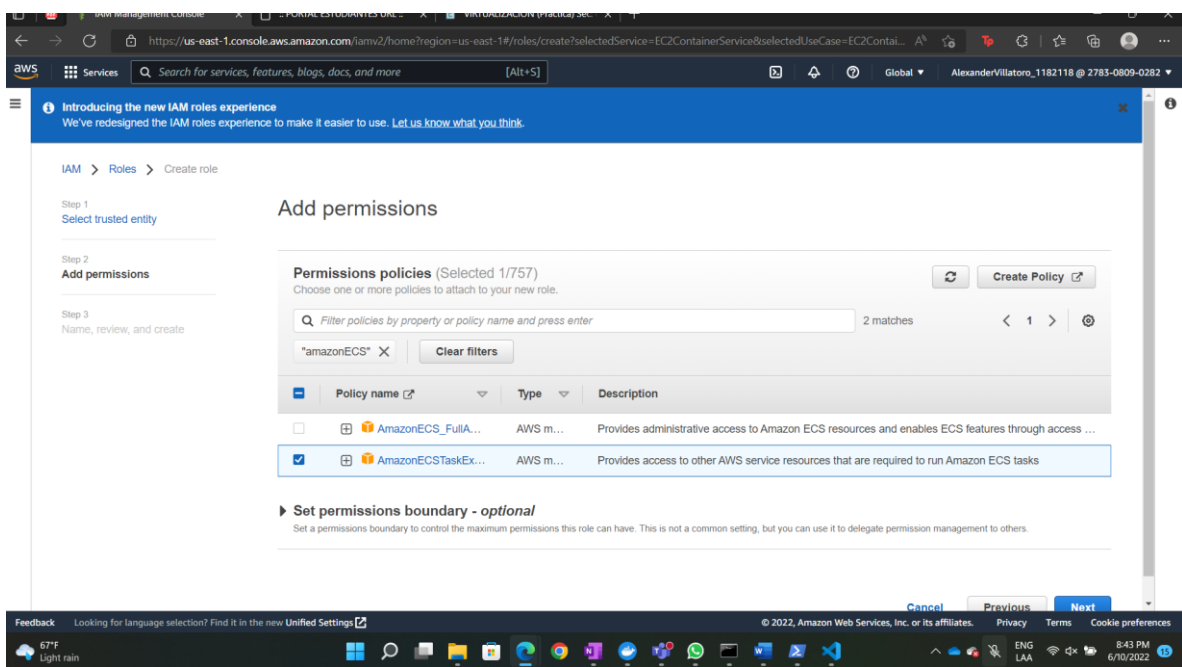 IAM Management Console
.: PORTAL ESTUDIANTES URL :.
VIRTUALIZACION (Practica) Sec.
https://us-east-1.console.aws.amazon.com/iamv2/home?region=us-east-1#/roles/create?selectedService=EC2ContainerService&selectedUseCase=EC2Contai...
aws
Services
Search for services, features, blogs, docs, and more
[Alt+S]
Global
AlexanderVillatoro_1182118 @ 2783-0809-0282
Introducing the new IAM roles experience
We've redesigned the IAM roles experience to make it easier to use. Let us know what you think.
IAM > Roles > Create role
Step 1
Select trusted entity
Step 2
Add permissions
Step 3
Name, review, and create
Add permissions
Permissions policies (Selected 1/757)
Choose one or more policies to attach to your new role.
Create Policy
Filter policies by property or policy name and press enter
2 matches
1
"amazonECS"
Clear filters
Policy name
Type
Description
AmazonECS_FullA... AWS m... Provides administrative access to Amazon ECS resources and enables ECS features through access ...
AmazonECSTaskEx... AWS m... Provides access to other AWS service resources that are required to run Amazon ECS tasks
Set permissions boundary - optional
Set a permissions boundary to control the maximum permissions this role can have. This is not a common setting, but you can use it to delegate permission management to others.
Cancel
Previous
Next
Feedback
Looking for language selection? Find it in the new Unified Settings
© 2022, Amazon Web Services, Inc. or its affiliates.
Privacy
Terms
Cookie preferences
67°F
Light rain
ENG
LAA
8:43 PM
6/10/2022
15